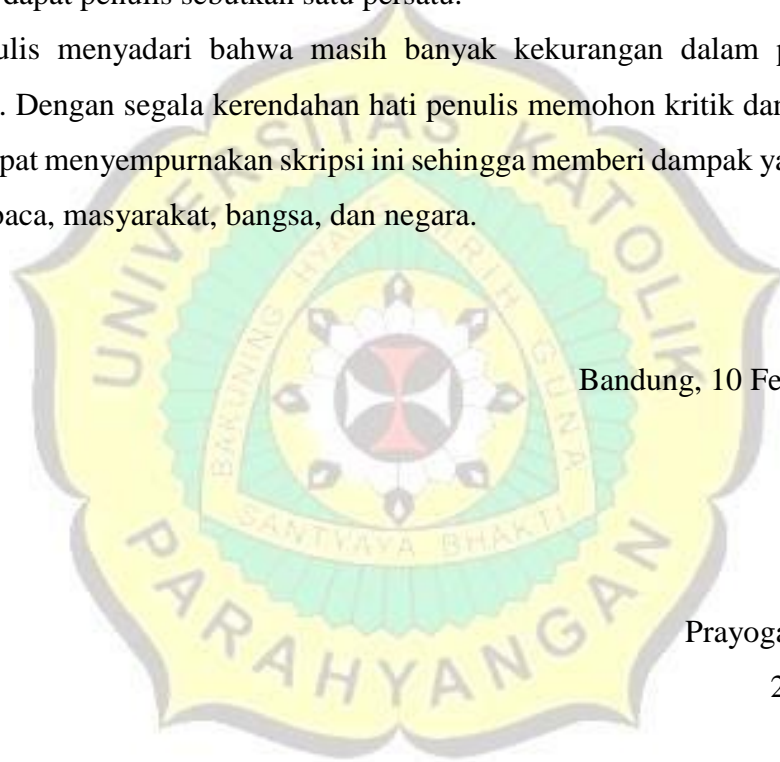 dapat penulis sebutkan satu persatu.
ulis menyadari bahwa masih banyak kekurangan dalam p
. Dengan segala kerendahan hati penulis memohon kritik dan
pat menyempurnakan skripsi ini sehingga memberi dampak ya
baca, masyarakat, bangsa, dan negara.
UNIVERSITAS KATOLIK
BAKUNING HYANG MRIH GUNA
SANTYAYA BHAKTI
PARAHYANGAN
Bandung, 10 Fe
Prayoga
2